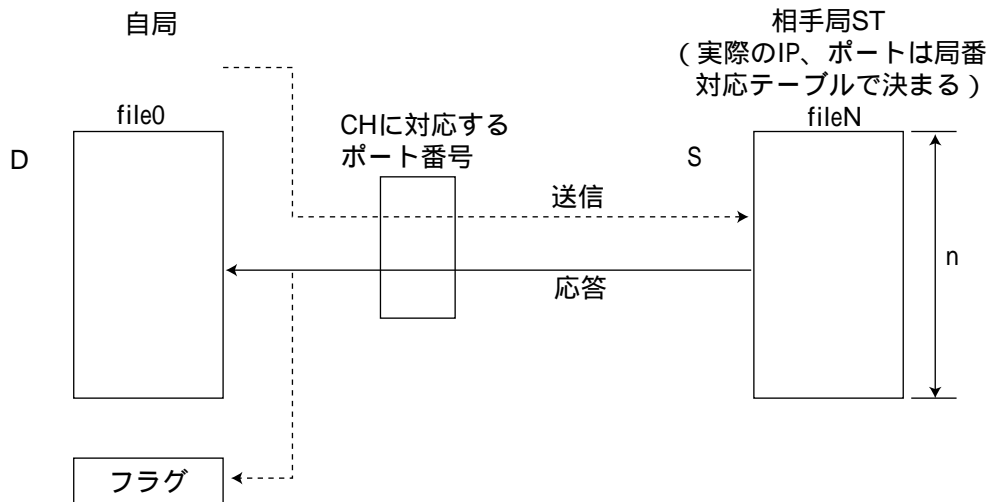 自局
相手局ST
(実際のIP、ポートは局番
対応テーブルで決まる)
file0
fileN
CHに対応する
ポート番号
D
S
送信
n
応答
フラグ